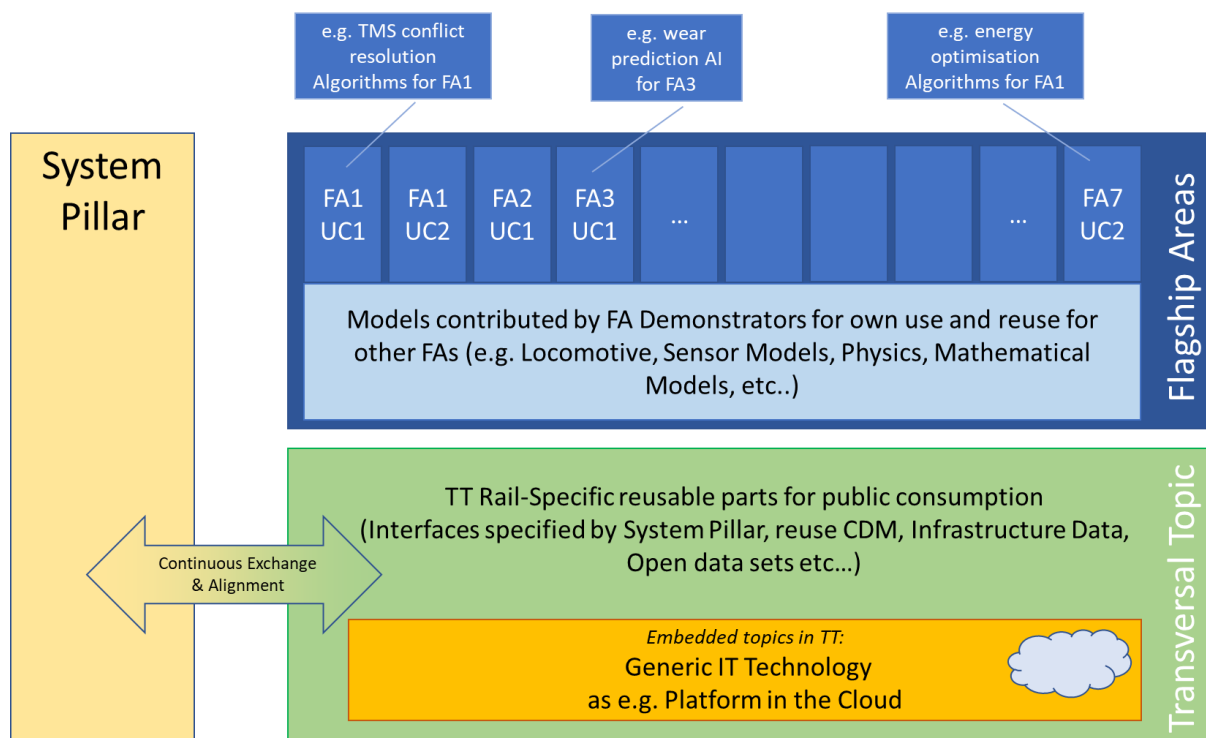 e.g. TMS conflict
resolution
Algorithms for FA1
e.g. wear
prediction AI
for FA3
e.g. energy
optimisation
Algorithms for FA1
System
Pillar
FA1
UC1
FA1
UC2
FA2
UC1
FA3
UC1
...
...
FA7
UC2
Models contributed by FA Demonstrators for own use and reuse for
other FAs (e.g. Locomotive, Sensor Models, Physics, Mathematical
Models, etc..)
Flagship Areas
TT Rail-Specific reusable parts for public consumption
(Interfaces specified by System Pillar, reuse CDM, Infrastructure Data,
Open data sets etc...)
Continuous Exchange
& Alignment
Embedded topics in TT:
Generic IT Technology
as e.g. Platform in the Cloud
Transversal Topic